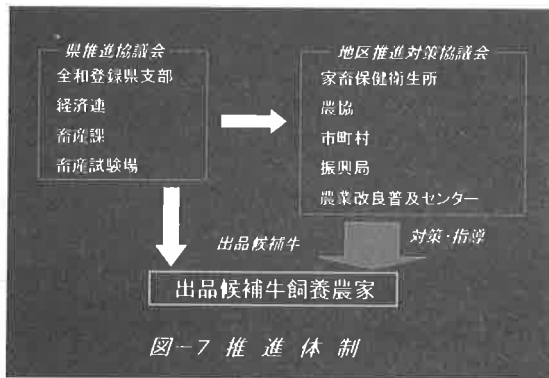 県推進協議会
全和登録県支部
経済連
畜産課
畜産試験場
地区推進対策協議会
家畜保健衛生所
農協
市町村
振興局
農業改良普及センター
出品候補牛
対策・指導
出品候補牛飼養農家
図−7 推進体制